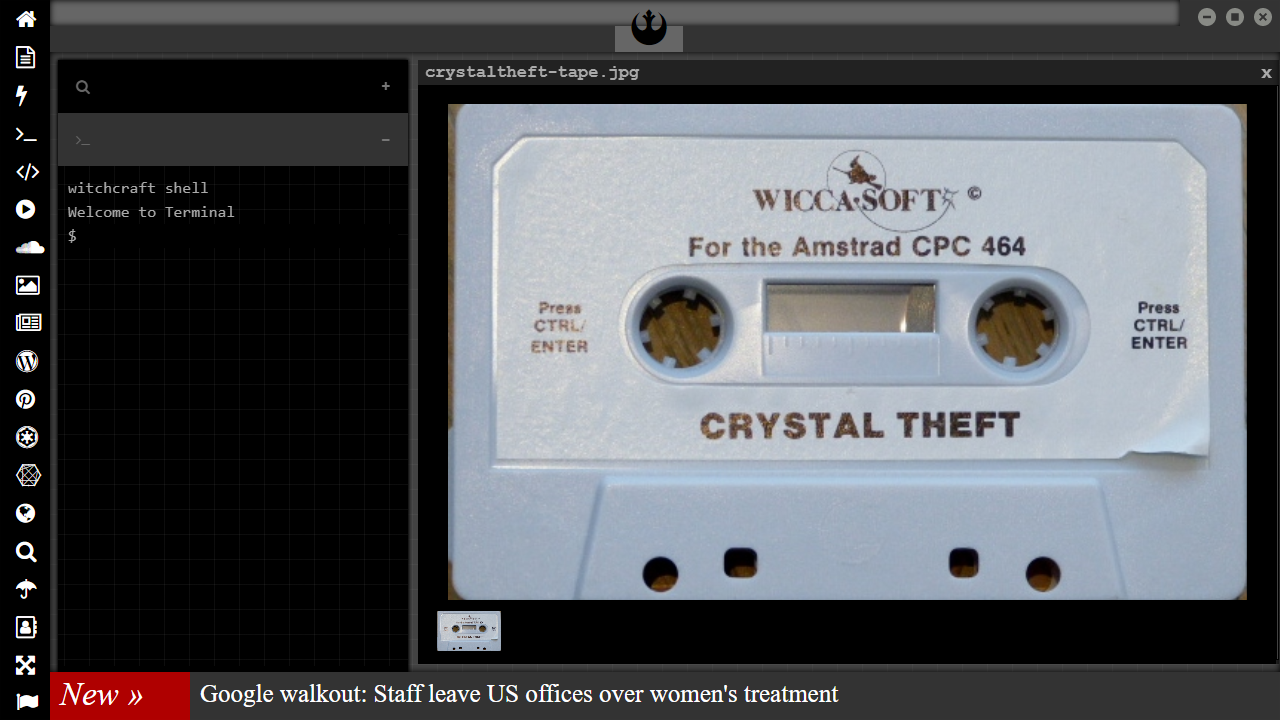 crystaltheft-tape.jpg
x
+
>_
–
witchcraft shell
Welcome to Terminal
$
WICCA·SOFT ©
For the Amstrad CPC 464
Press
CTRL/
ENTER
Press
CTRL/
ENTER
CRYSTAL THEFT
New »
Google walkout: Staff leave US offices over women's treatment